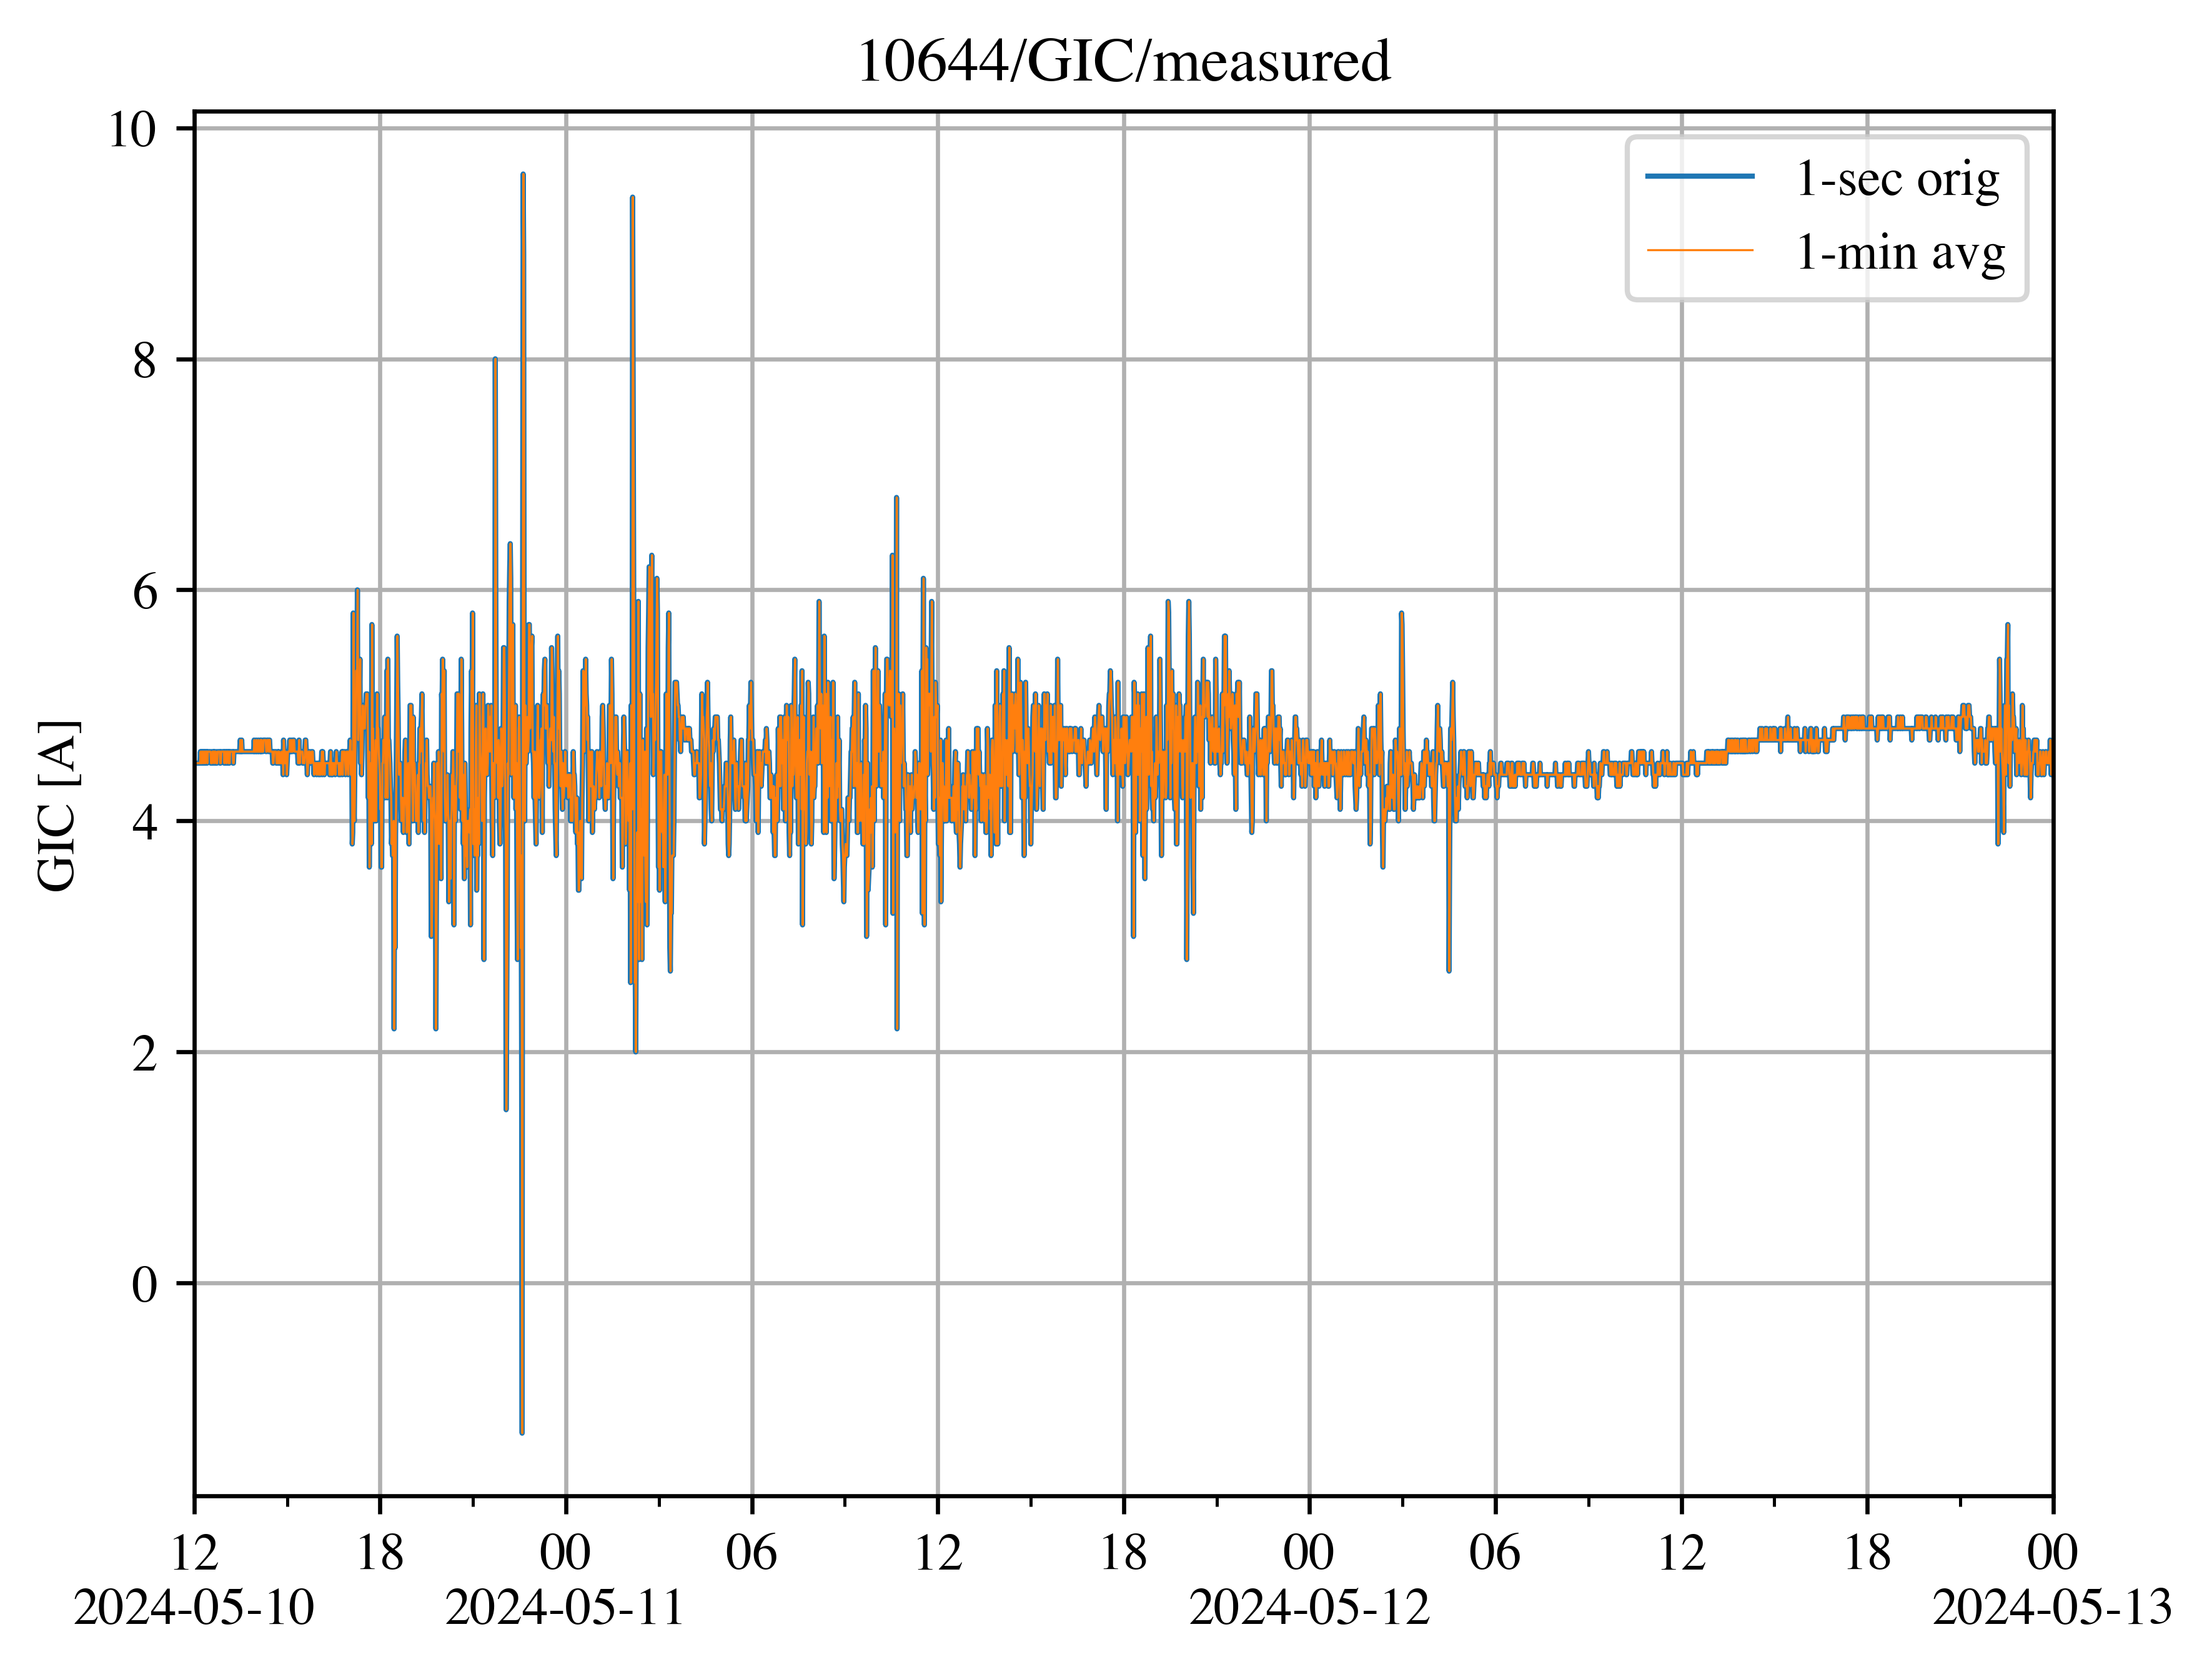 10644/GIC/measured
10
8
6
4
2
0
GIC [A]
1-sec orig
1-min avg
12 18 00 06 12 18 00 06 12 18 00
2024-05-10 2024-05-11 2024-05-12 2024-05-13